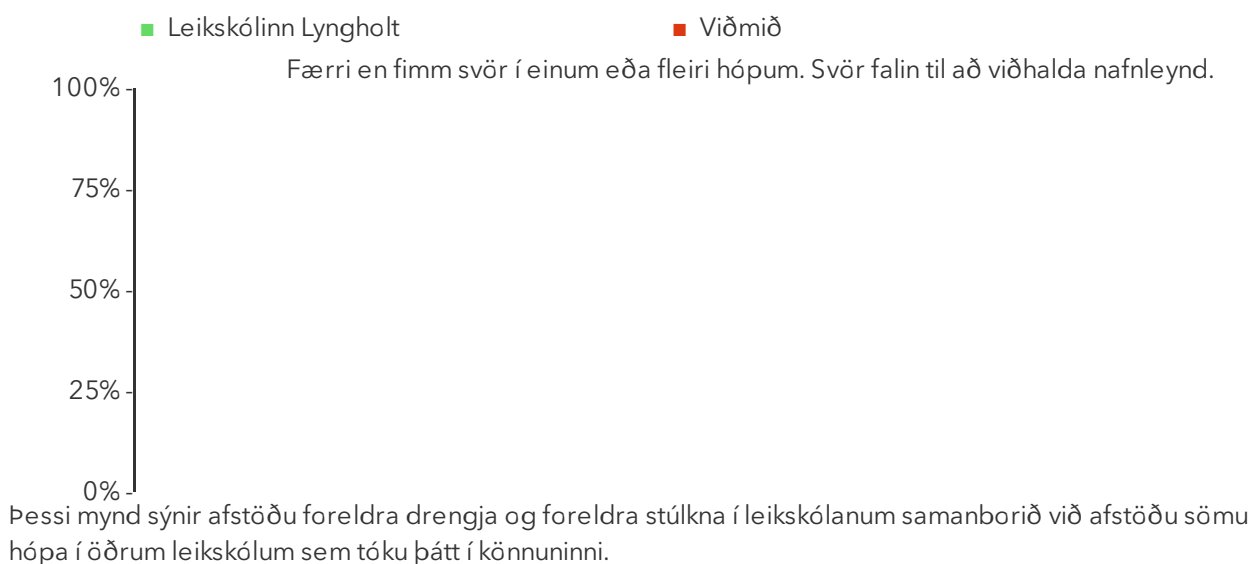 Leikskólinn Lyngholt Viðmið
Færri en fimm svör í einum eða fleiri hópum. Svör falin til að viðhalda nafnleynd.
100%
75%
50%
25%
0%
Þessi mynd sýnir afstöðu foreldra drengja og foreldra stúlkna í leikskólanum samanborið við afstöðu sömu
hópa í öðrum leikskólum sem tóku þátt í könnuninni.